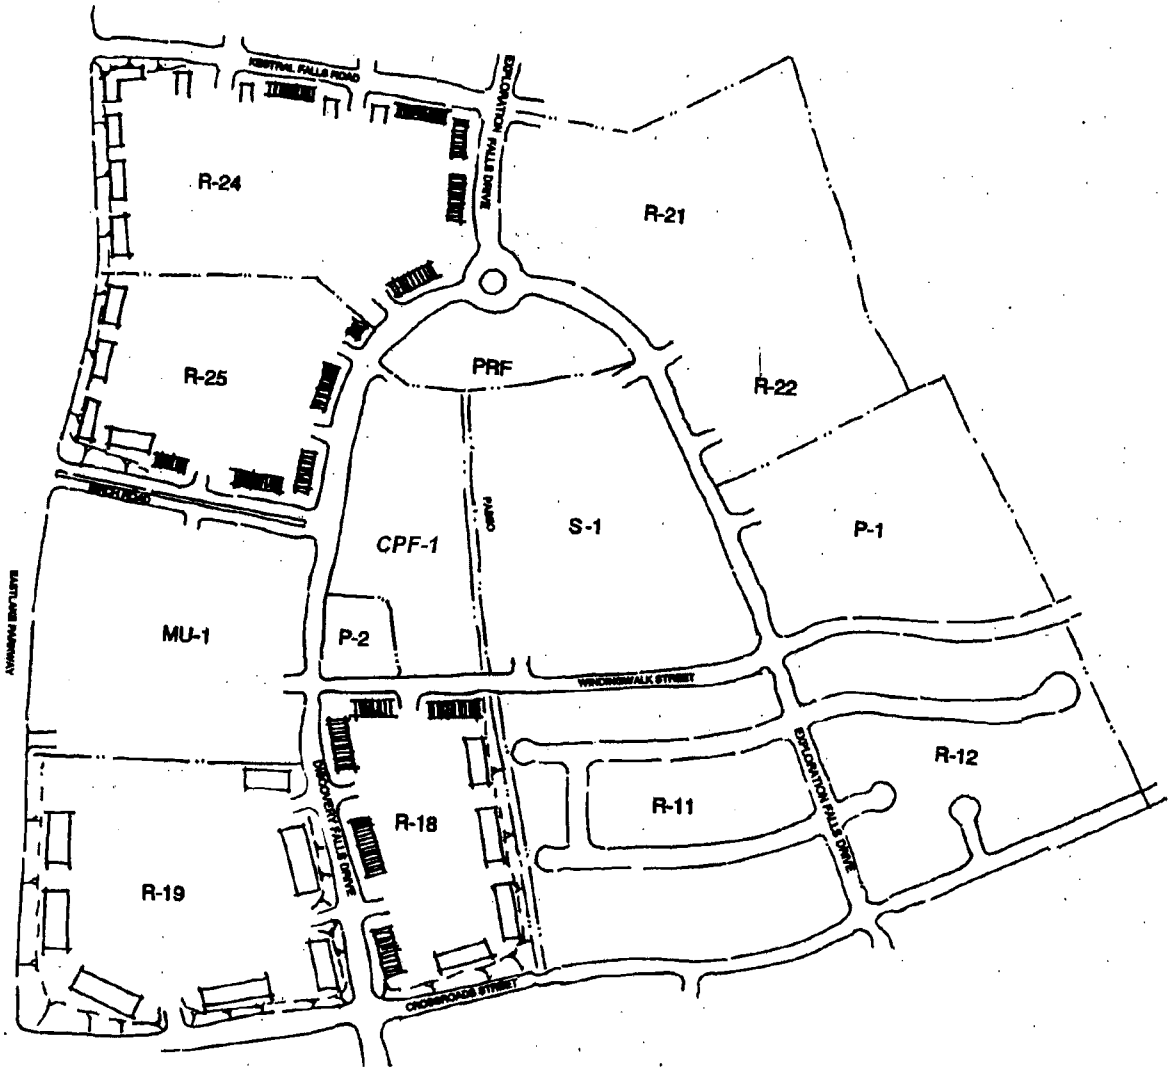 KESTRAL FALLS ROAD
EXPLORATION FALLS DRIVE
R-24
R-21
PRF
R-25
R-22
BIRCH ROAD
PASEO
S-1
P-1
CPF-1
EASTLAKE PARKWAY
MU-1
P-2
WINDINGWALK STREET
DISCOVERY FALLS DRIVE
EXPLORATION FALLS DRIVE
R-12
R-11
R-18
R-19
CROSSROADS STREET